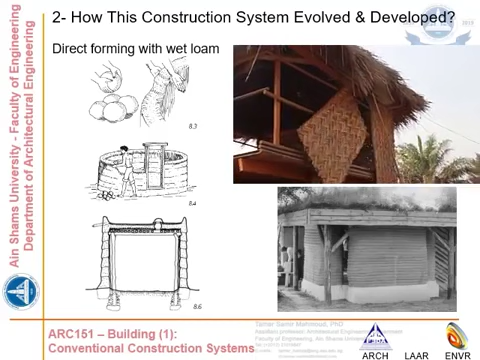 2- How This Construction System Evolved & Developed?
Direct forming with wet loam
8.3
8.4
8.6
Ain Shams University - Faculty of Engineering
Department of Architectural Engineering
ARC151 – Building (1):
Conventional Construction Systems
Tamer Samir Mahmoud, PhD
ARCH
LAAR
ENVR